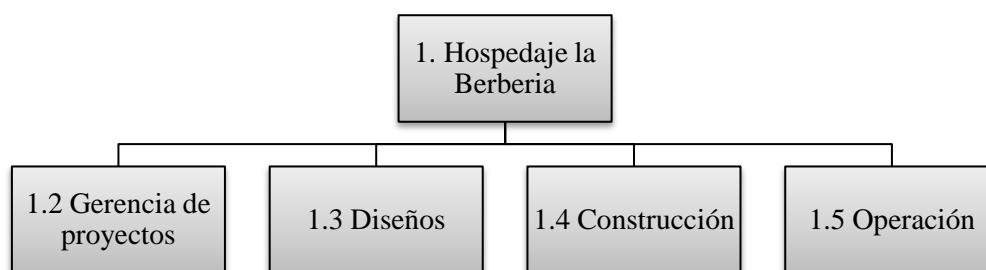 1. Hospedaje la
Berberia
1.2 Gerencia de
proyectos
1.3 Diseños
1.4 Construcción
1.5 Operación